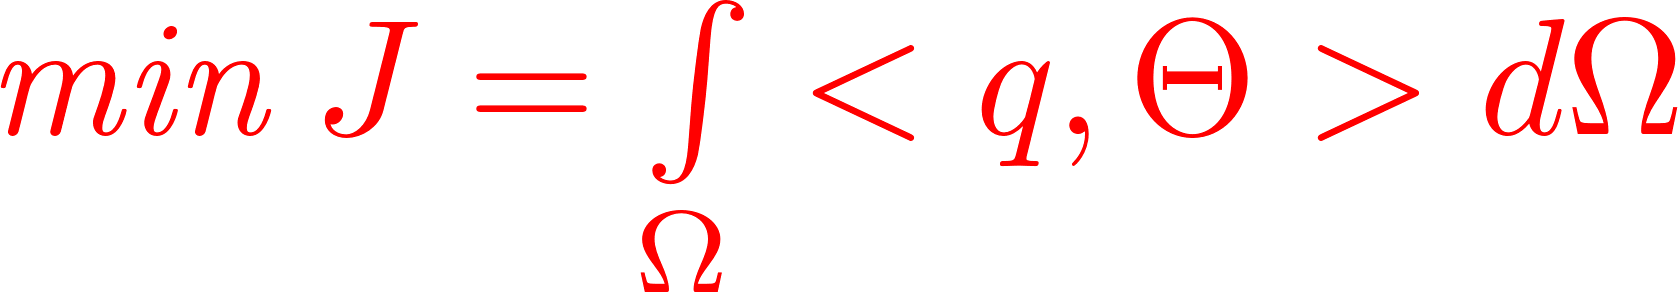 min J = ∫ < q, Θ > dΩ
Ω